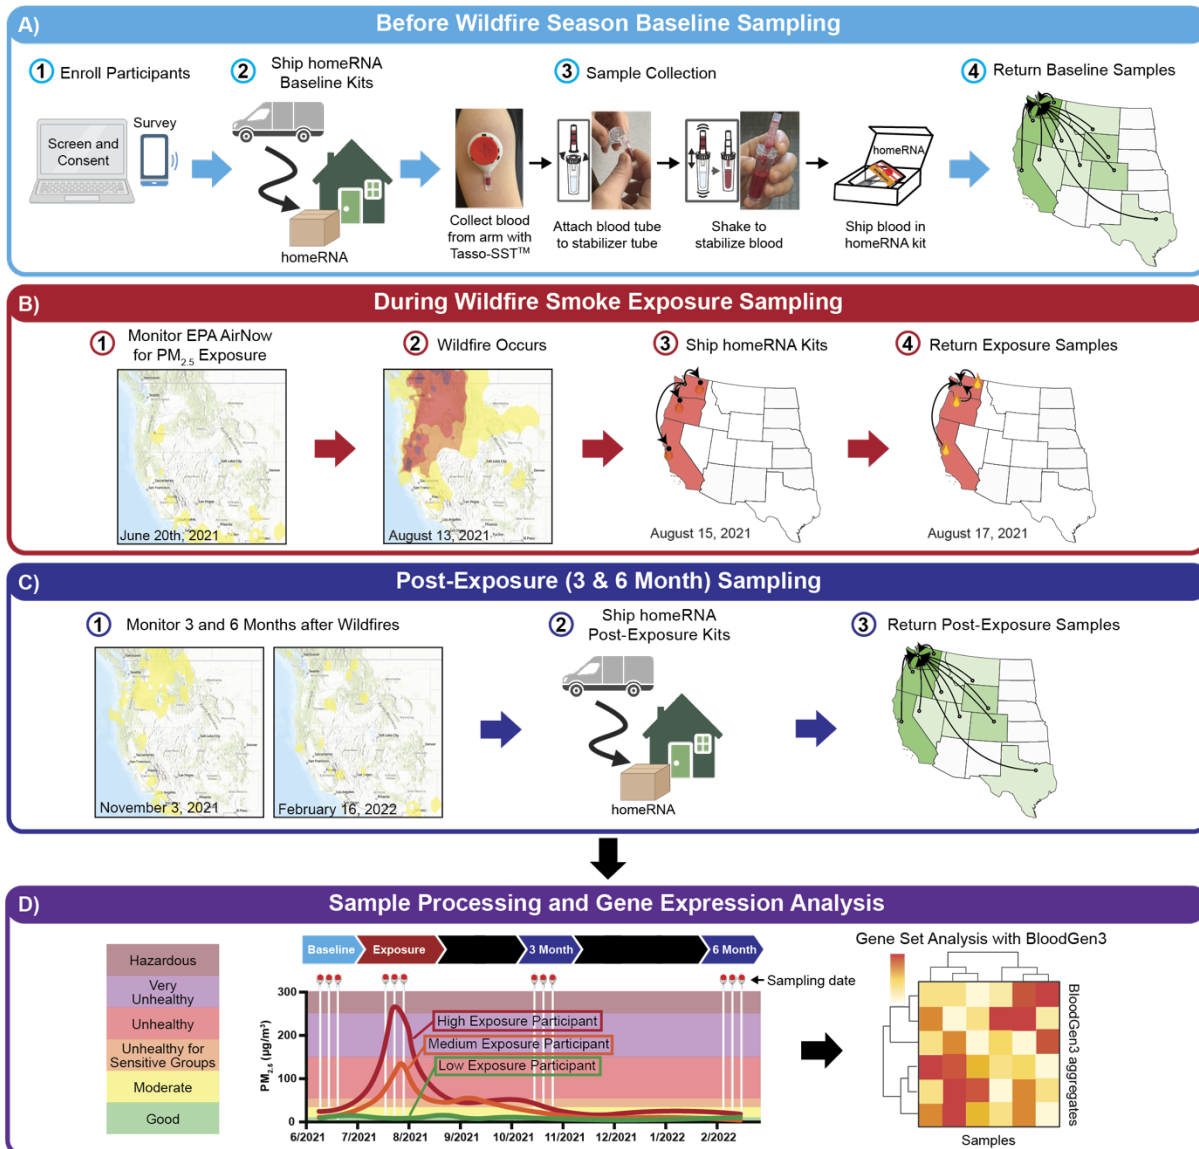 A)
Before Wildfire Season Baseline Sampling
1 Enroll Participants
Screen and
Consent
Survey
2 Ship homeRNA
Baseline Kits
homeRNA
3 Sample Collection
Collect blood
from arm with
Tasso-SST™
Attach blood tube
to stabilizer tube
Shake to
stabilize blood
homeRNA
Ship blood in
homeRNA kit
4 Return Baseline Samples
B)
During Wildfire Smoke Exposure Sampling
1 Monitor EPA AirNow
for PM2.5 Exposure
June 20th, 2021
2 Wildfire Occurs
August 13, 2021
3 Ship homeRNA Kits
August 15, 2021
4 Return Exposure Samples
August 17, 2021
C)
Post-Exposure (3 & 6 Month) Sampling
1 Monitor 3 and 6 Months after Wildfires
November 3, 2021
February 16, 2022
2 Ship homeRNA
Post-Exposure Kits
homeRNA
3 Return Post-Exposure Samples
D)
Sample Processing and Gene Expression Analysis
Hazardous
Very
Unhealthy
Unhealthy
Unhealthy for
Sensitive Groups
Moderate
Good
Baseline
Exposure
3 Month
6 Month
Sampling date
PM2.5 (µg/m³)
300
200
100
0
High Exposure Participant
Medium Exposure Participant
Low Exposure Participant
6/2021 7/2021 8/2021 9/2021 10/2021 11/2021 12/2021 1/2022 2/2022
Gene Set Analysis with BloodGen3
BloodGen3 aggregates
Samples